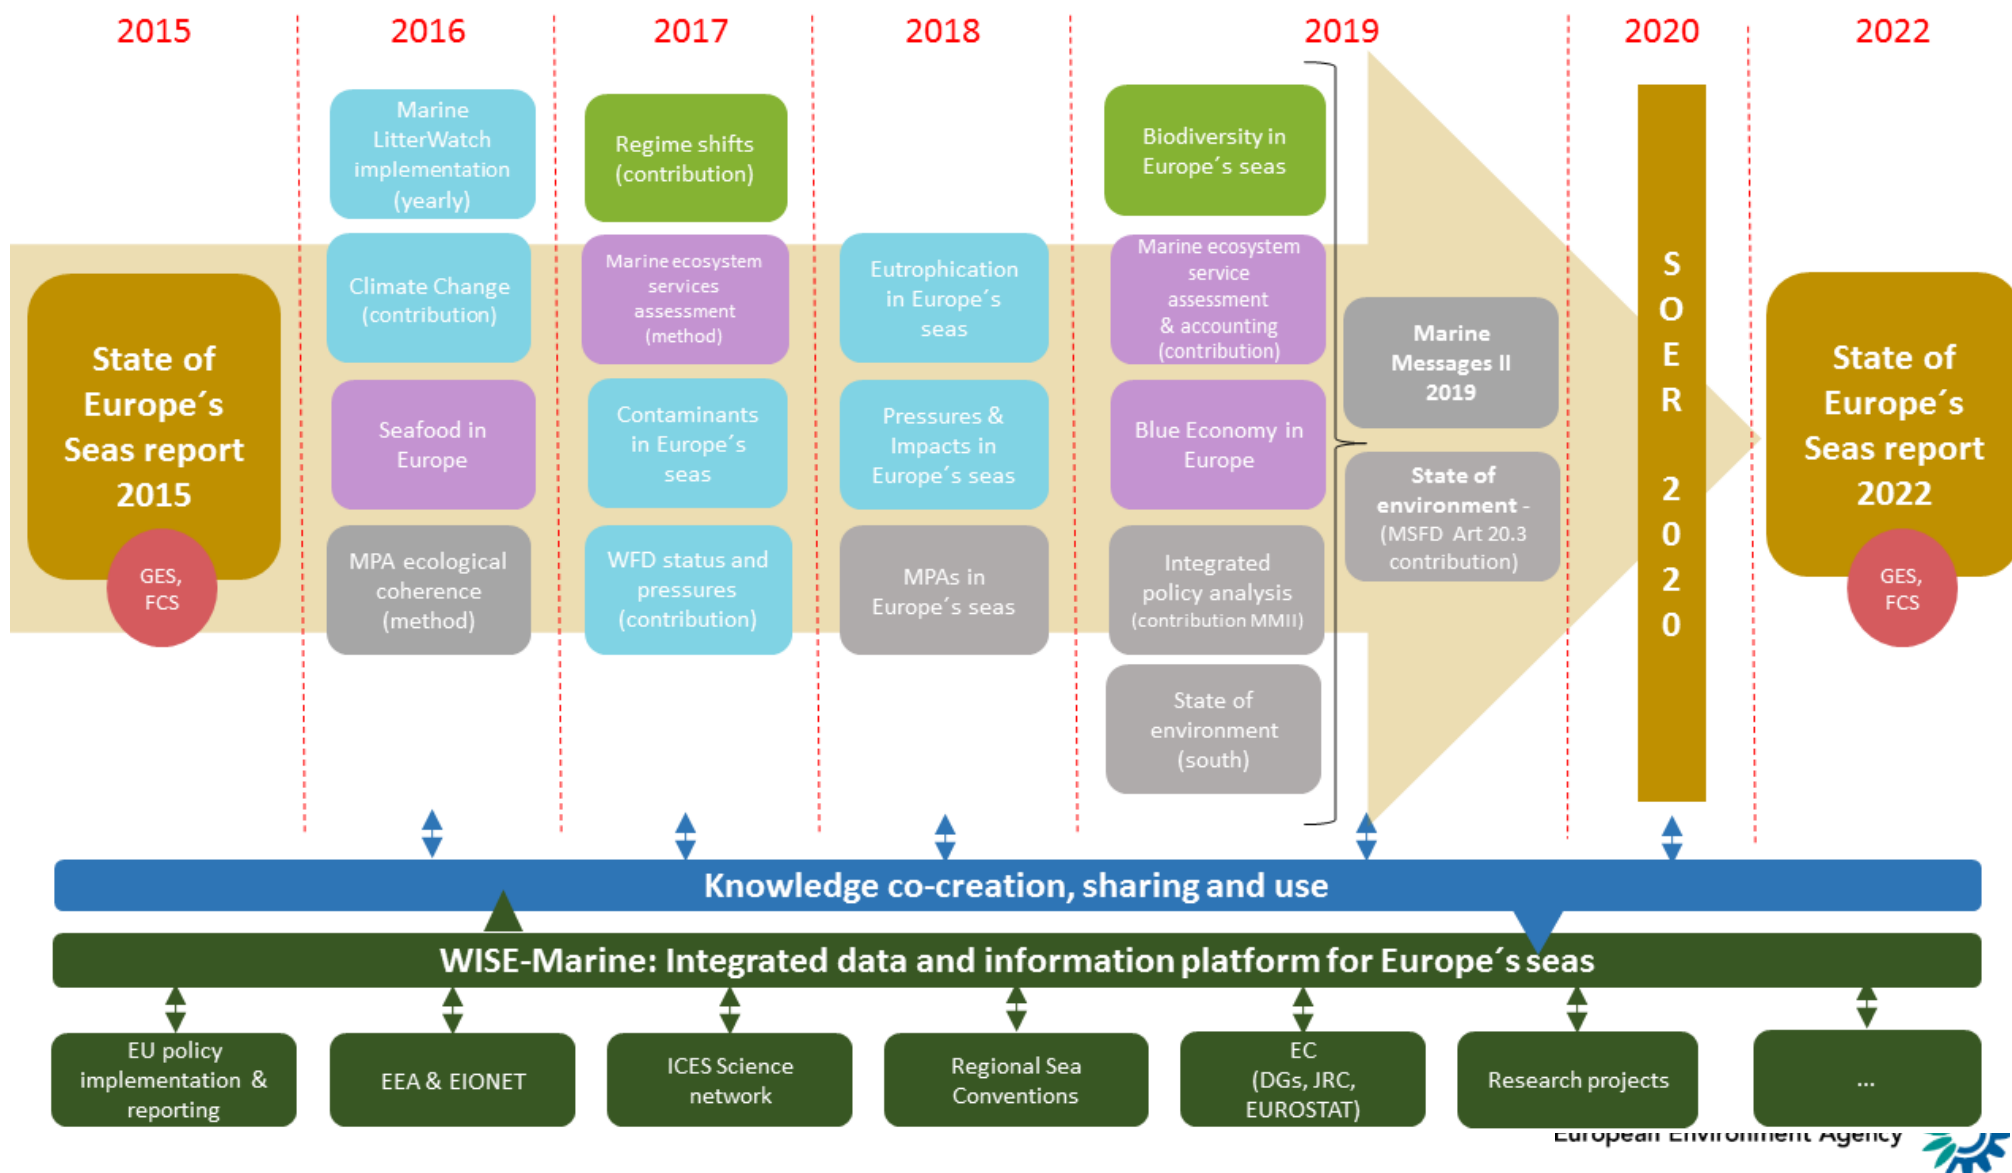 2015
2016
2017
2018
2019
2020
2022
State of
Europe´s
Seas report
2015
GES,
FCS
Marine
LitterWatch
implementation
(yearly)
Climate Change
(contribution)
Seafood in
Europe
MPA ecological
coherence
(method)
Regime shifts
(contribution)
Marine ecosystem
services
assessment
(method)
Contaminants
in Europe´s
seas
WFD status and
pressures
(contribution)
Eutrophication
in Europe´s
seas
Pressures &
Impacts in
Europe´s seas
MPAs in
Europe´s seas
Biodiversity in
Europe´s seas
Marine ecosystem
service
assessment
& accounting
(contribution)
Blue Economy in
Europe
Integrated
policy analysis
(contribution MMII)
State of
environment
(south)
Marine
Messages II
2019
State of
environment -
(MSFD Art 20.3
contribution)
S
O
E
R
2
0
2
0
State of
Europe´s
Seas report
2022
GES,
FCS
Knowledge co-creation, sharing and use
WISE-Marine: Integrated data and information platform for Europe´s seas
EU policy
implementation &
reporting
EEA & EIONET
ICES Science
network
Regional Sea
Conventions
EC
(DGs, JRC,
EUROSTAT)
Research projects
...
European Environment Agency